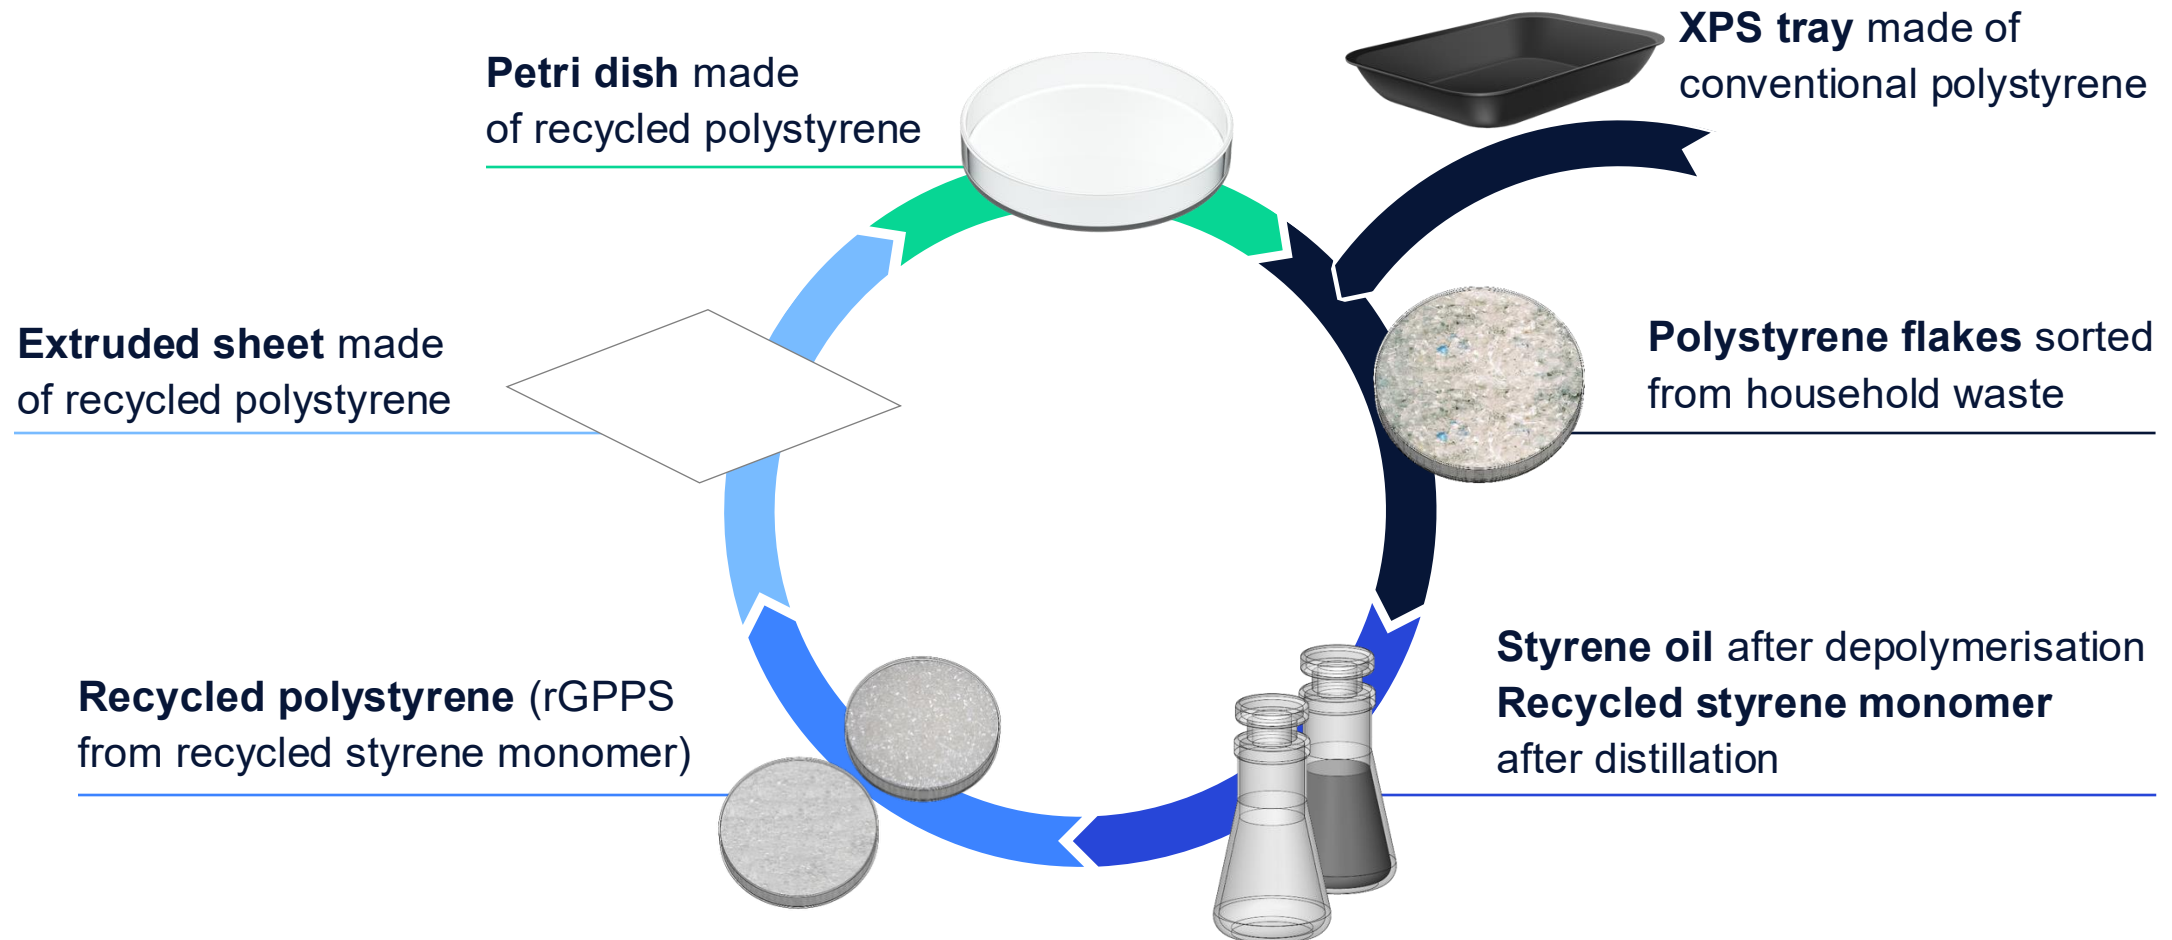 XPS tray made of
conventional polystyrene
Petri dish made
of recycled polystyrene
Polystyrene flakes sorted
from household waste
Extruded sheet made
of recycled polystyrene
Styrene oil after depolymerisation
Recycled styrene monomer
after distillation
Recycled polystyrene (rGPPS
from recycled styrene monomer)